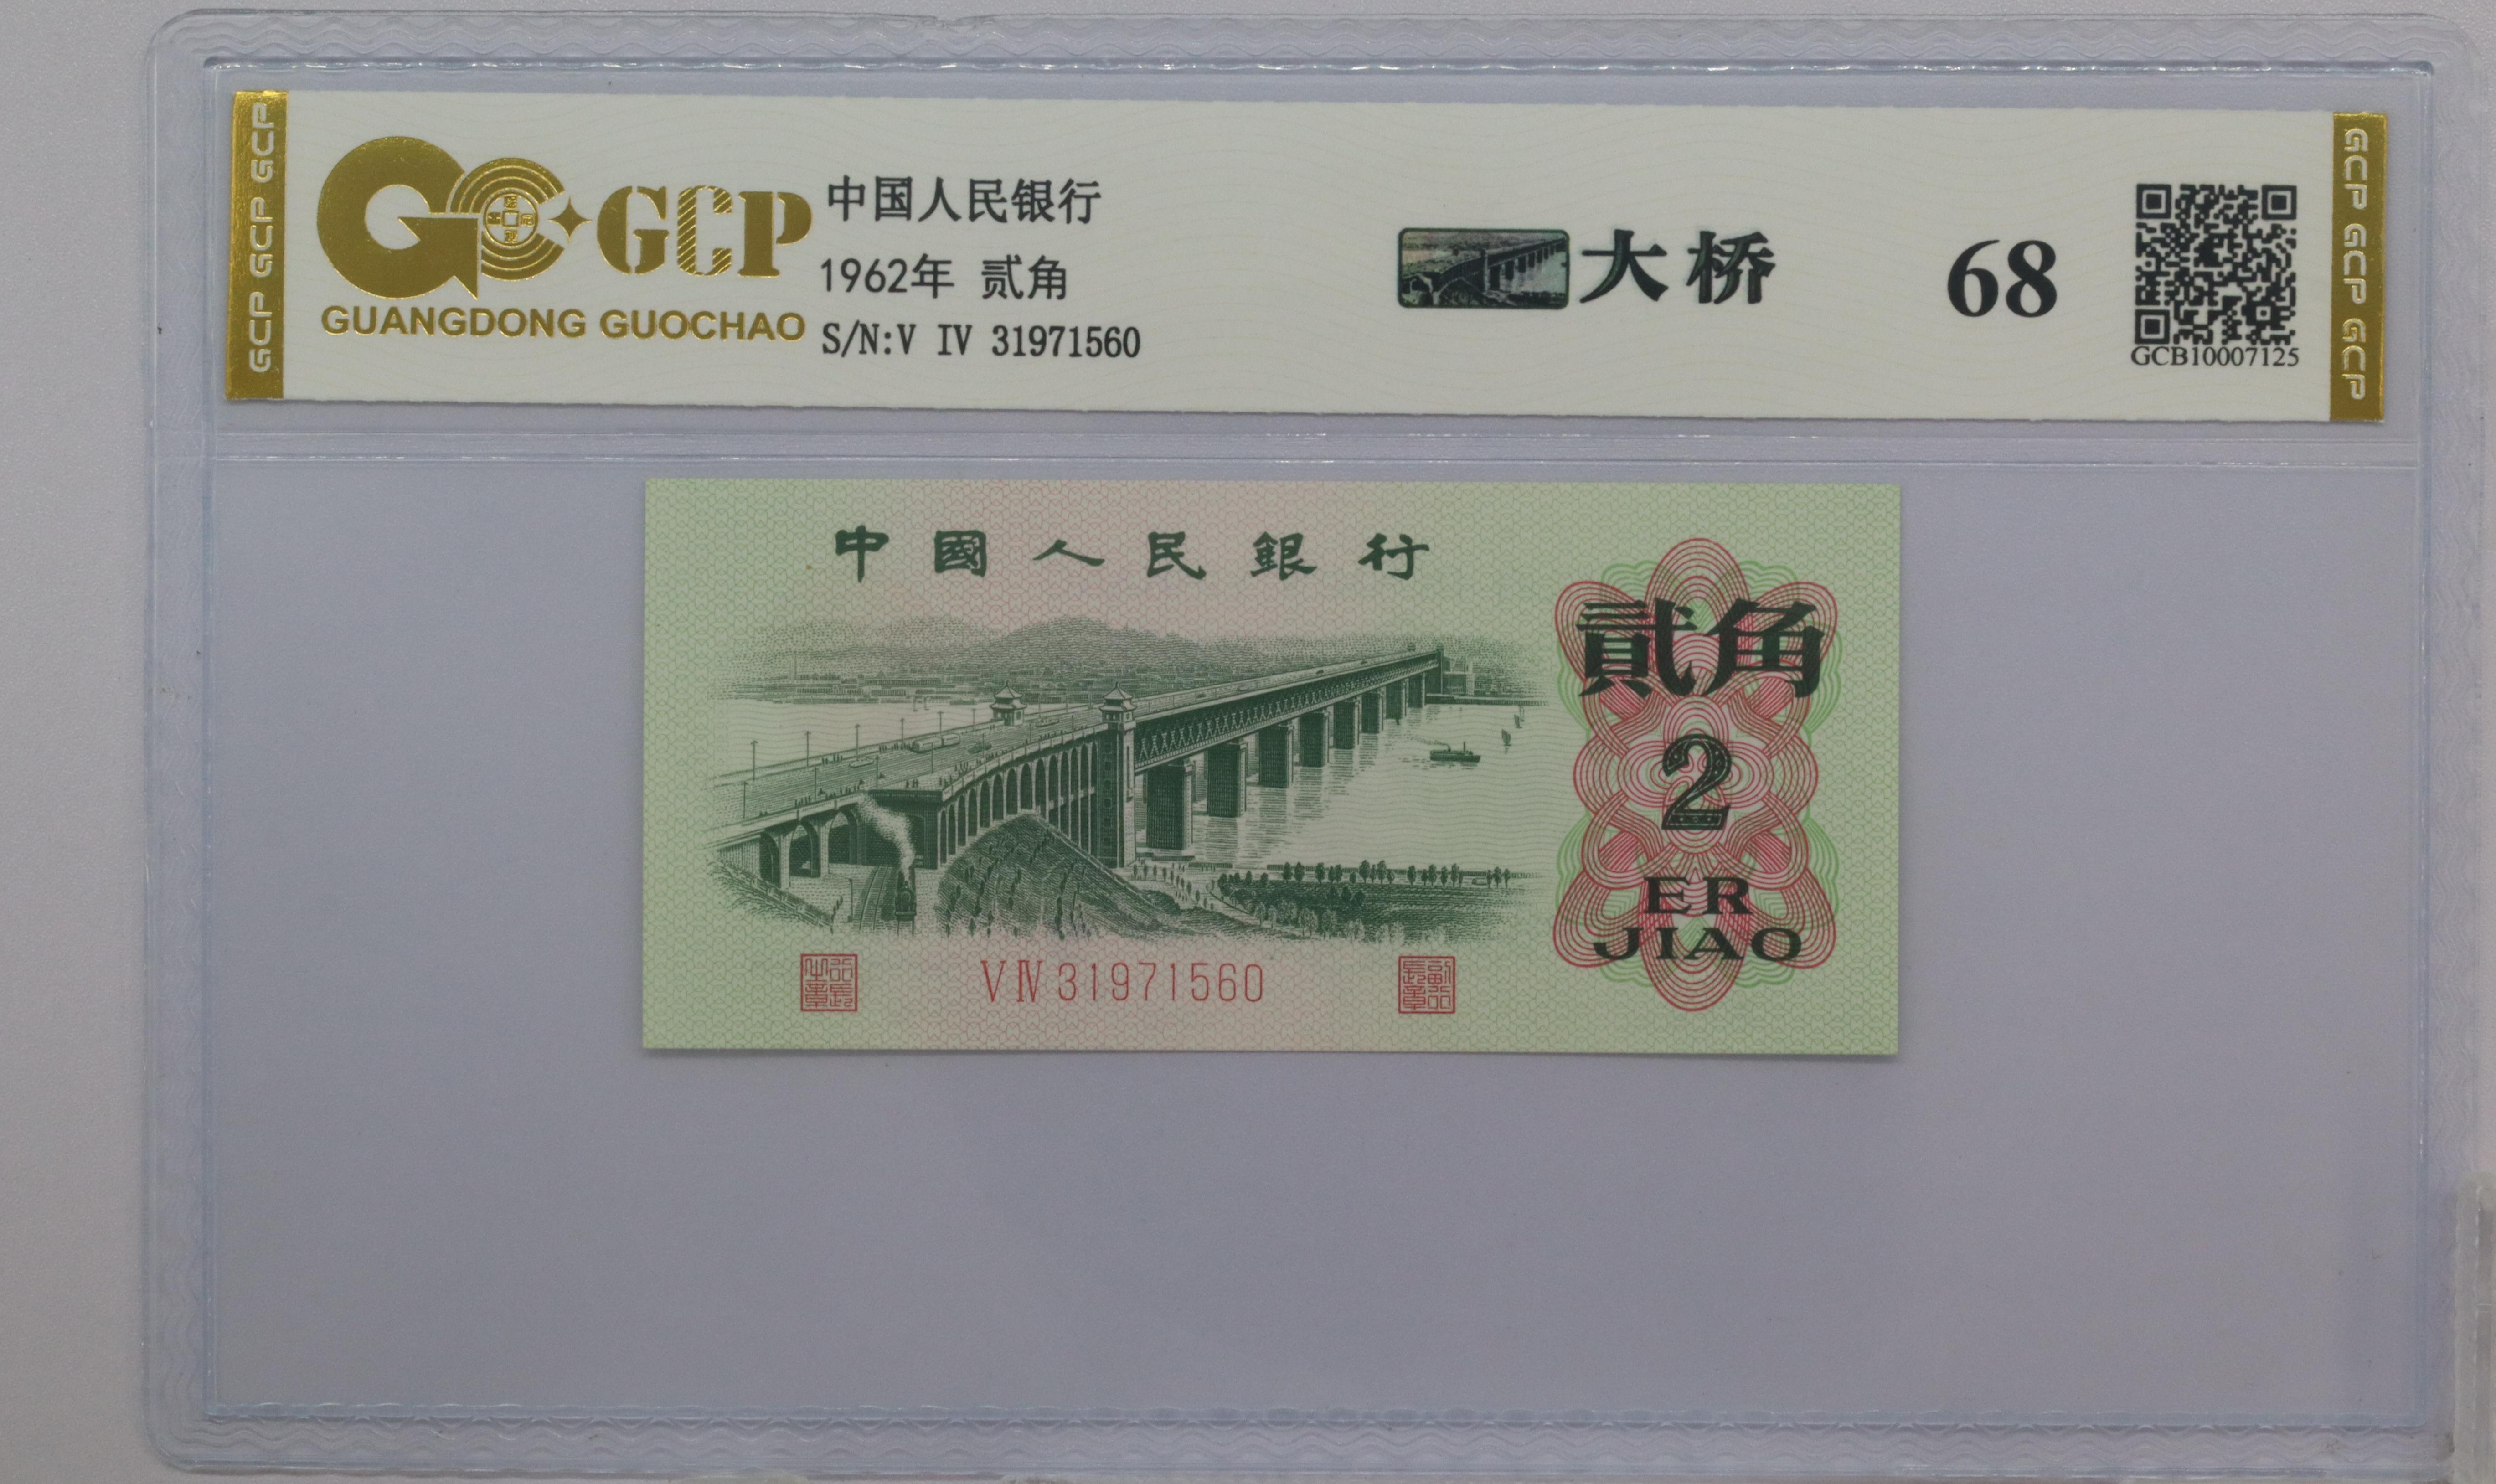 GCP GCP GCP
GCP
GUANGDONG GUOCHAO
中国人民银行
1962年 贰角
S/N:V IV 31971560
大桥
68
GCB10007125
GCP GCP GCP
中國人民銀行
貳角
2
ER
JIAO
V IV 31971560